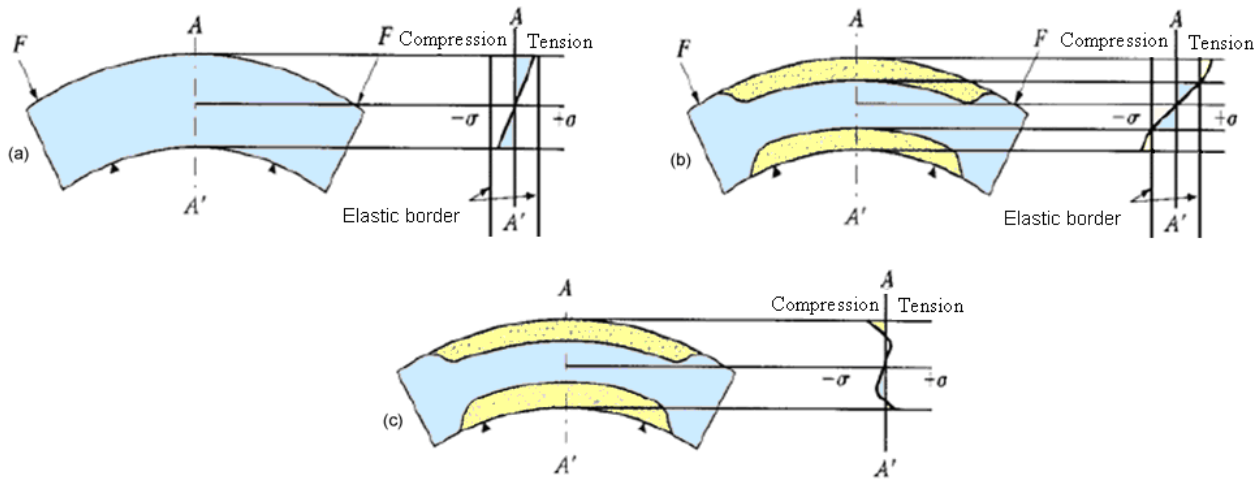 A
F
F
Compression
Tension
−σ
+σ
(a)
A'
Elastic border
A'
A
A
F
F
Compression
Tension
−σ
+σ
(b)
A'
Elastic border
A'
A
A
Compression
Tension
−σ
+σ
(c)
A'
A'